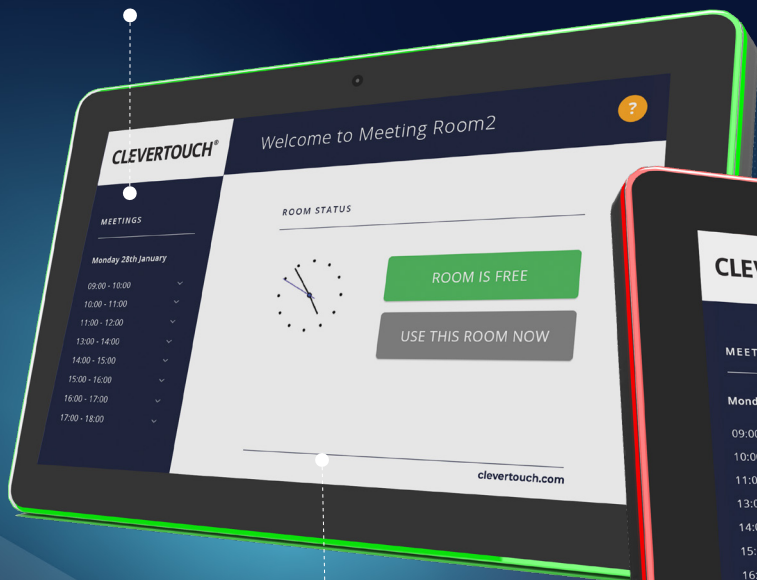 CLEVERTOUCH®
Welcome to Meeting Room2
?
MEETINGS
Monday 28th January
09:00 - 10:00
10:00 - 11:00
11:00 - 12:00
13:00 - 14:00
14:00 - 15:00
15:00 - 16:00
16:00 - 17:00
17:00 - 18:00
ROOM STATUS
ROOM IS FREE
USE THIS ROOM NOW
clevertouch.com
CLE
MEET
Mond
09:00
10:0
11:0
13:0
14:
15:
16: